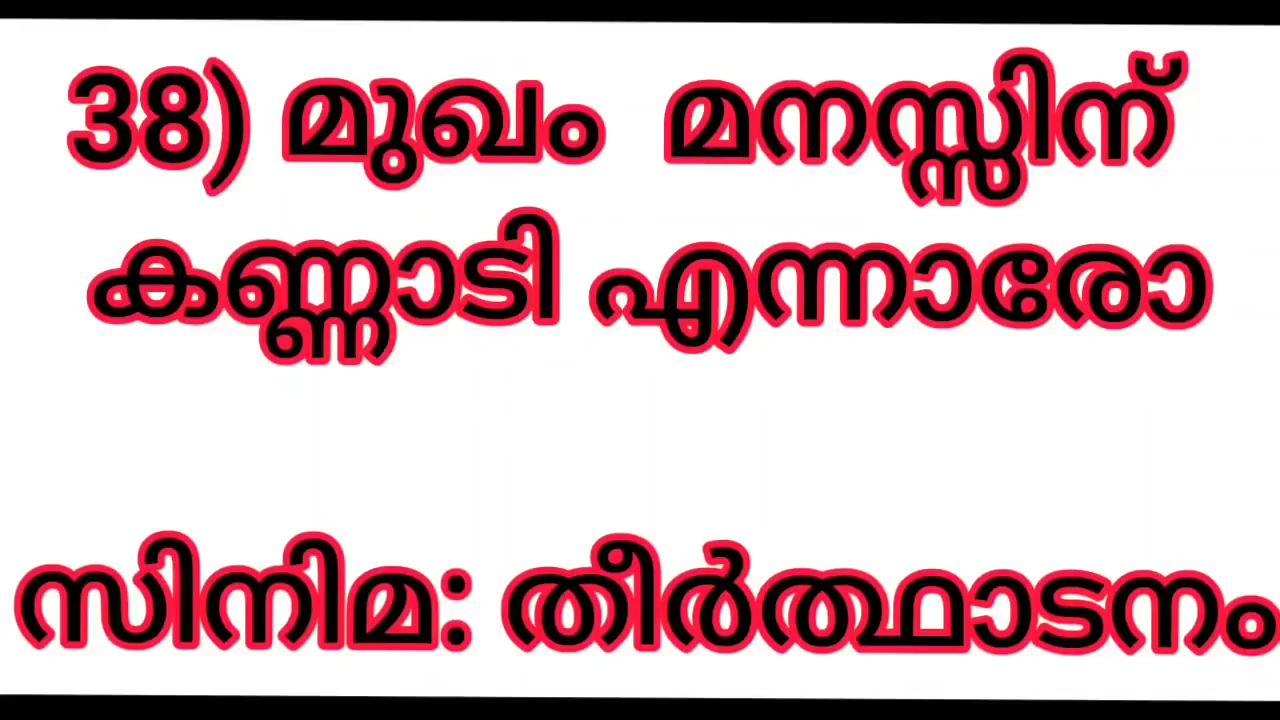 38) മുഖം മനസ്സിന്
കണ്ണാടി എന്നാരോ
സിനിമ: തീർത്ഥാടനം